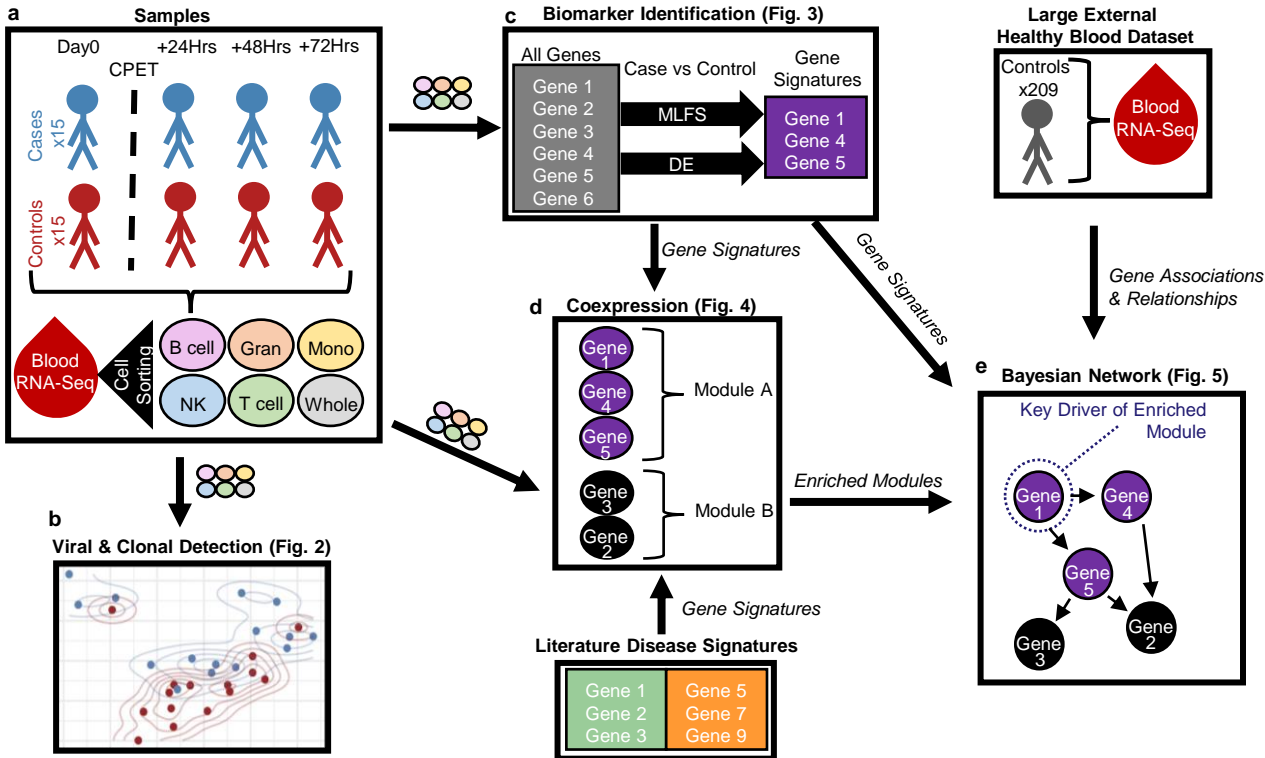 a
Samples
Day0
+24Hrs
+48Hrs
+72Hrs
CPET
Cases
x15
Controls
x15
Blood
RNA-Seq
Cell
Sorting
B cell
Gran
Mono
NK
T cell
Whole
b
Viral & Clonal Detection (Fig. 2)
c
Biomarker Identification (Fig. 3)
All Genes
Gene 1
Gene 2
Gene 3
Gene 4
Gene 5
Gene 6
Case vs Control
MLFS
DE
Gene
Signatures
Gene 1
Gene 4
Gene 5
Gene Signatures
Gene Signatures
d
Coexpression (Fig. 4)
Gene
1
Gene
4
Gene
5
Module A
Gene
3
Gene
2
Module B
Enriched Modules
Gene Signatures
Literature Disease Signatures
Gene 1
Gene 2
Gene 3
Gene 5
Gene 7
Gene 9
Large External
Healthy Blood Dataset
Controls
x209
Blood
RNA-Seq
Gene Associations
& Relationships
e
Bayesian Network (Fig. 5)
Key Driver of Enriched
Module
Gene
1
Gene
4
Gene
5
Gene
3
Gene
2